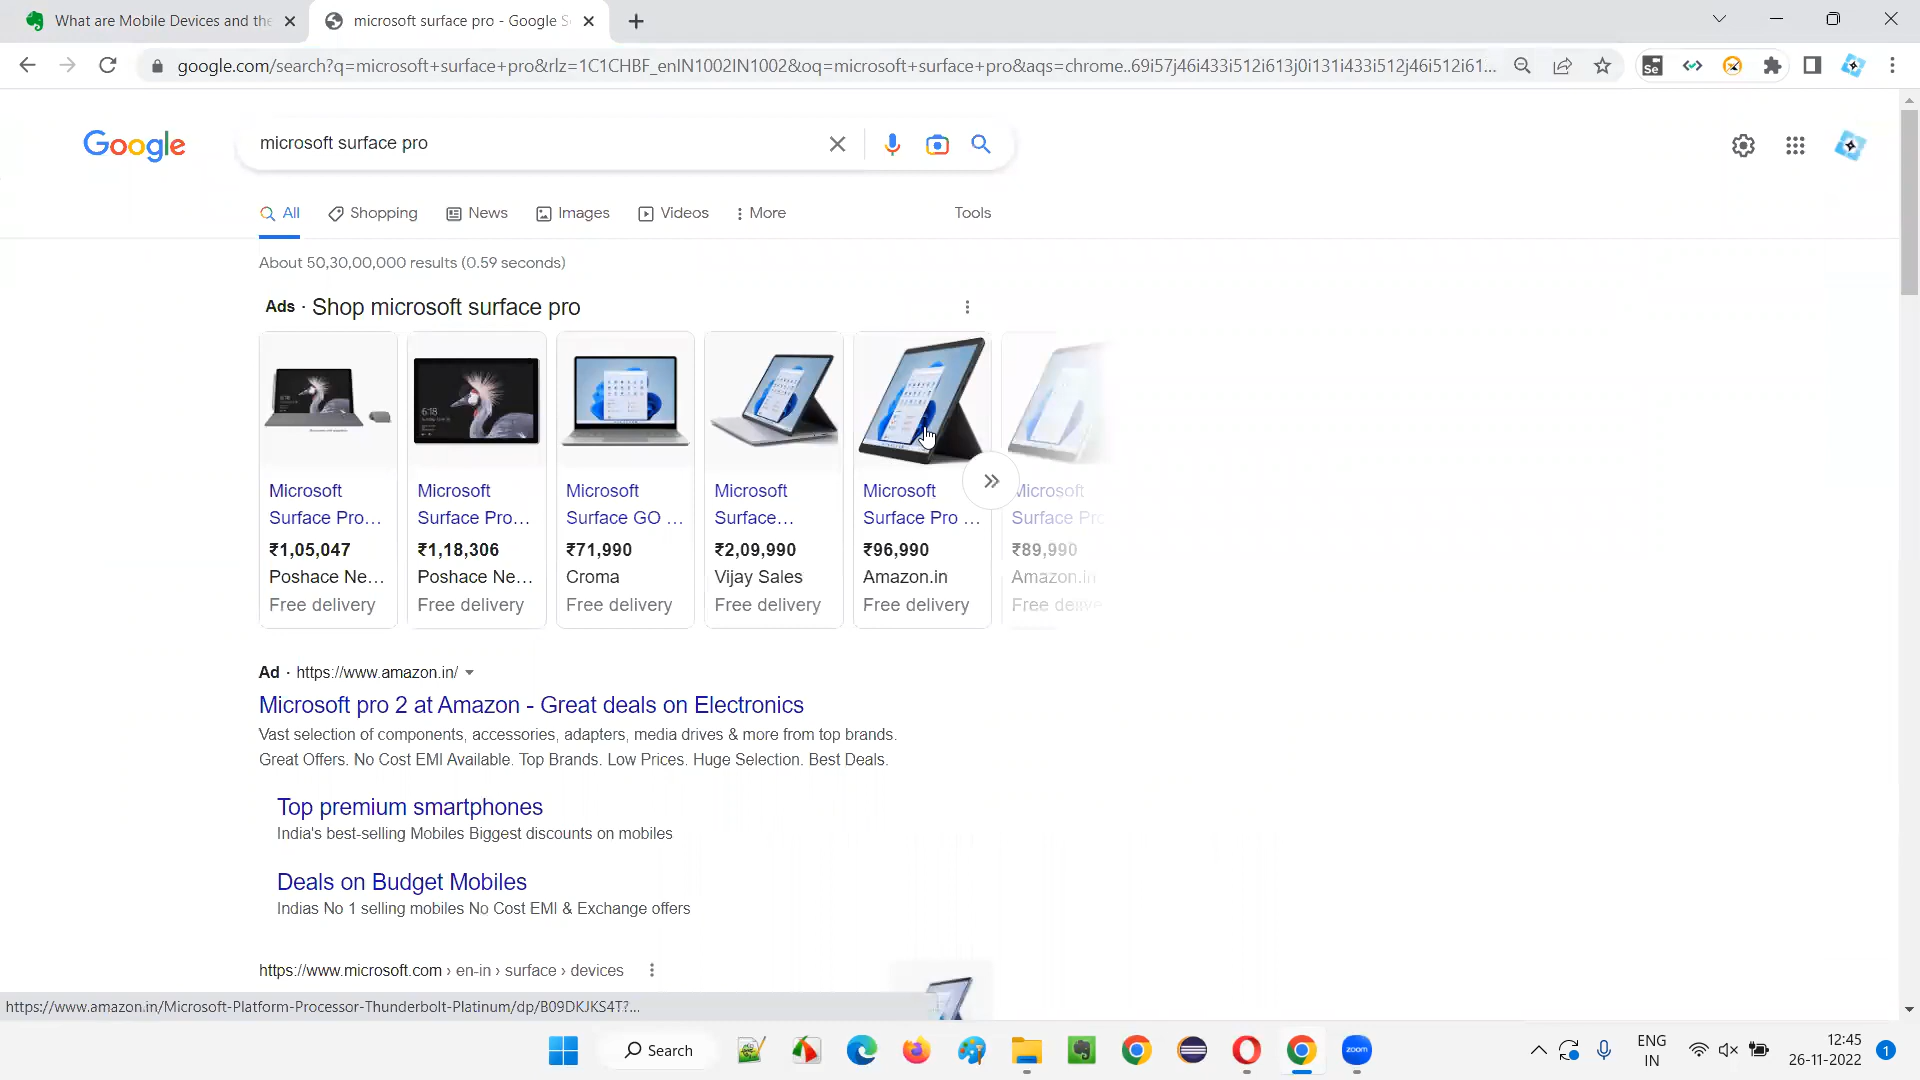 What are Mobile Devices and the
microsoft surface pro - Google S
google.com/search?q=microsoft+surface+pro&rlz=1C1CHBF_enIN1002IN1002&oq=microsoft+surface+pro&aqs=chrome..69i57j46i433i512i613j0i131i433i512j46i512i61...
Se
Google
microsoft surface pro
All
Shopping
News
Images
Videos
More
Tools
About 50,30,00,000 results (0.59 seconds)
Ads · Shop microsoft surface pro
6:18
6:18
Microsoft
Surface Pro...
₹1,05,047
Poshace Ne...
Free delivery
Microsoft
Surface Pro...
₹1,18,306
Poshace Ne...
Free delivery
Microsoft
Surface GO ...
₹71,990
Croma
Free delivery
Microsoft
Surface...
₹2,09,990
Vijay Sales
Free delivery
Microsoft
Surface Pro ...
₹96,990
Amazon.in
Free delivery
Microsoft
Surface Pro
₹89,990
Amazon.in
Free delive
Ad · https://www.amazon.in/
Microsoft pro 2 at Amazon - Great deals on Electronics
Vast selection of components, accessories, adapters, media drives & more from top brands.
Great Offers. No Cost EMI Available. Top Brands. Low Prices. Huge Selection. Best Deals.
Top premium smartphones
India's best-selling Mobiles Biggest discounts on mobiles
Deals on Budget Mobiles
Indias No 1 selling mobiles No Cost EMI & Exchange offers
https://www.microsoft.com › en-in › surface › devices
https://www.amazon.in/Microsoft-Platform-Processor-Thunderbolt-Platinum/dp/B09DKJKS4T?...
Search
zoom
ENG
IN
12:45
26-11-2022
1